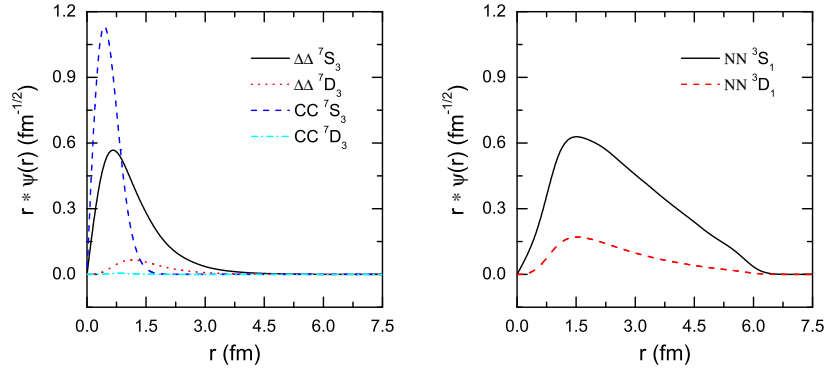 1.2
0.9
0.6
0.3
0.0
r * ψ(r) (fm⁻¹/²)
ΔΔ ⁷S₃
ΔΔ ⁷D₃
CC ⁷S₃
CC ⁷D₃
0.0 1.5 3.0 4.5 6.0 7.5
r (fm)
1.2
0.9
0.6
0.3
0.0
r * ψ(r) (fm⁻¹/²)
NN ³S₁
NN ³D₁
0.0 1.5 3.0 4.5 6.0 7.5
r (fm)